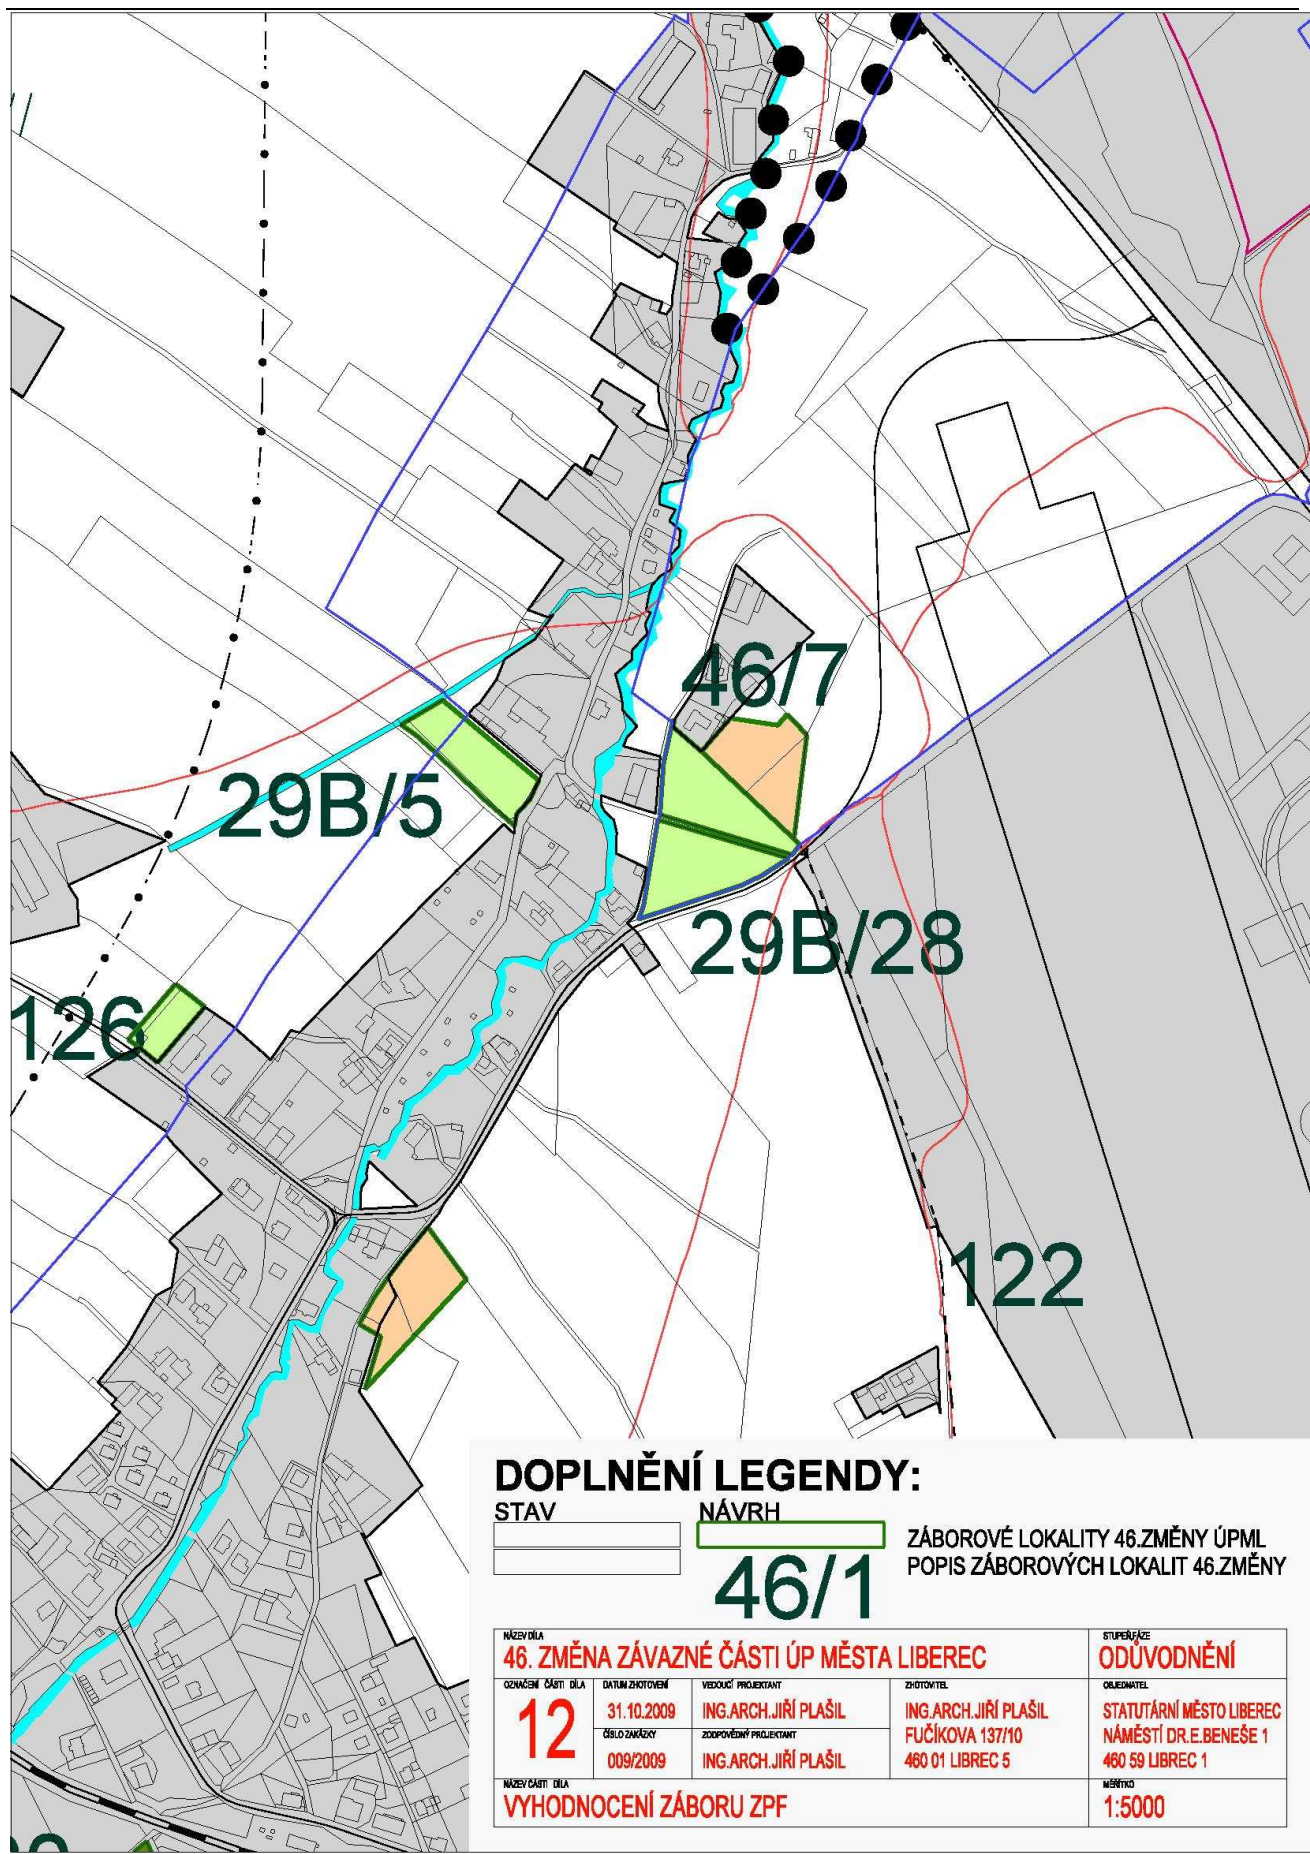 46/7
29B/5
29B/28
126
122
DOPLNĚNÍ LEGENDY:
STAV
NÁVRH
ZÁBOROVÉ LOKALITY 46.ZMĚNY ÚPML
46/1
POPIS ZÁBOROVÝCH LOKALIT 46.ZMĚNY
NÁZEV DÍLA
46. ZMĚNA ZÁVAZNÉ ČÁSTI ÚP MĚSTA LIBEREC
STUPEŇ/FÁZE
ODŮVODNĚNÍ
OZNAČENÍ ČÁSTI DÍLA
12
DATUM ZHOTOVENÍ
31.10.2009
ČÍSLO ZAKÁZKY
009/2009
VEDOUCÍ PROJEKTANT
ING.ARCH.JIŘÍ PLAŠIL
ZODPOVĚDNÝ PROJEKTANT
ING.ARCH.JIŘÍ PLAŠIL
ZHOTOVITEL
ING.ARCH.JIŘÍ PLAŠIL
FUČÍKOVA 137/10
460 01 LIBREC 5
OBJEDNATEL
STATUTÁRNÍ MĚSTO LIBEREC
NÁMĚSTÍ DR.E.BENEŠE 1
460 59 LIBREC 1
NÁZEV ČÁSTI DÍLA
VYHODNOCENÍ ZÁBORU ZPF
MĚŘÍTKO
1:5000